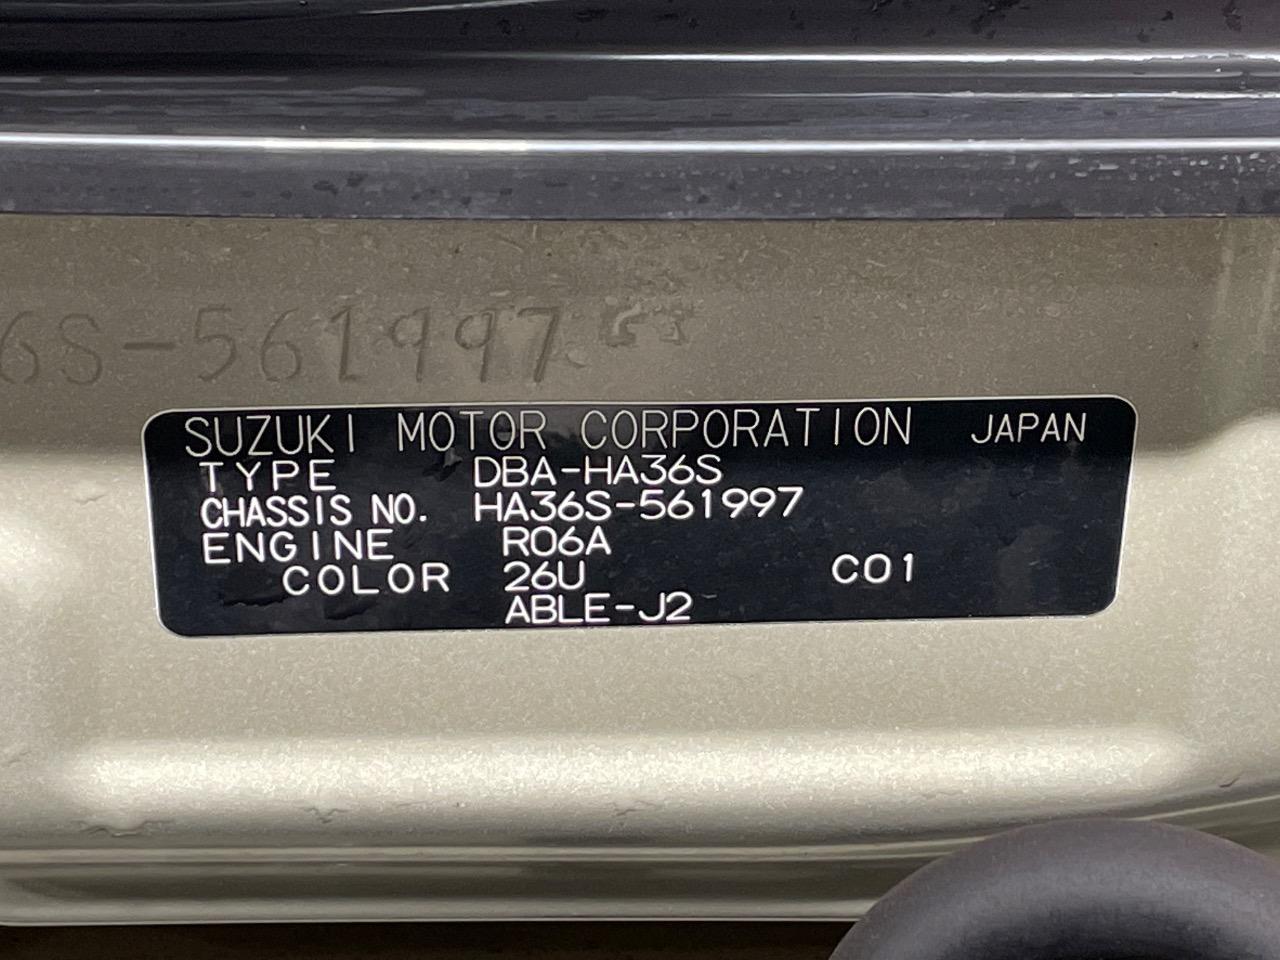 6S-561997
SUZUKI MOTOR CORPORATION JAPAN
TYPE DBA-HA36S
CHASSIS NO. HA36S-561997
ENGINE R06A
COLOR 26U C01
ABLE-J2